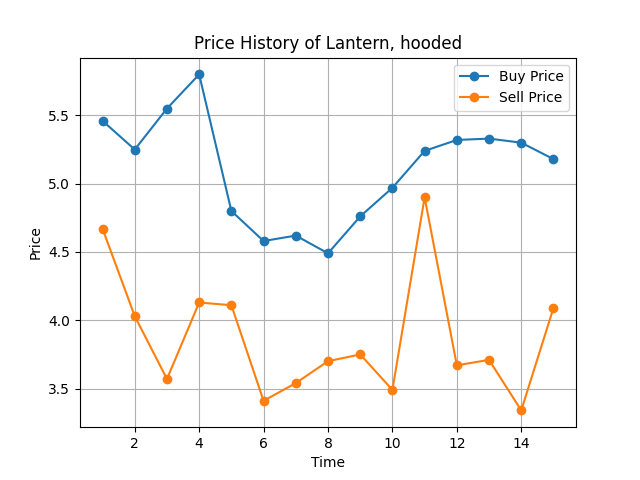 Price History of Lantern, hooded
Buy Price
Sell Price
Price
5.5
5.0
4.5
4.0
3.5
2 4 6 8 10 12 14
Time